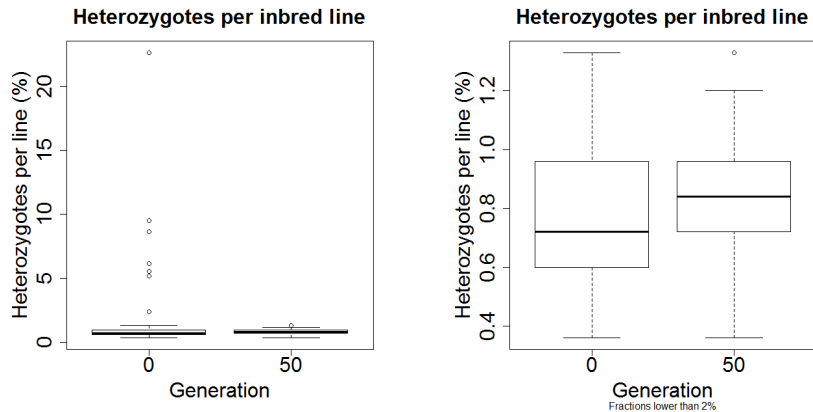 Heterozygotes per inbred line
Heterozygotes per line (%)
20
15
10
5
0
0 50
Generation
Heterozygotes per inbred line
Heterozygotes per line (%)
1.2
1.0
0.8
0.6
0.4
0 50
Generation
Fractions lower than 2%